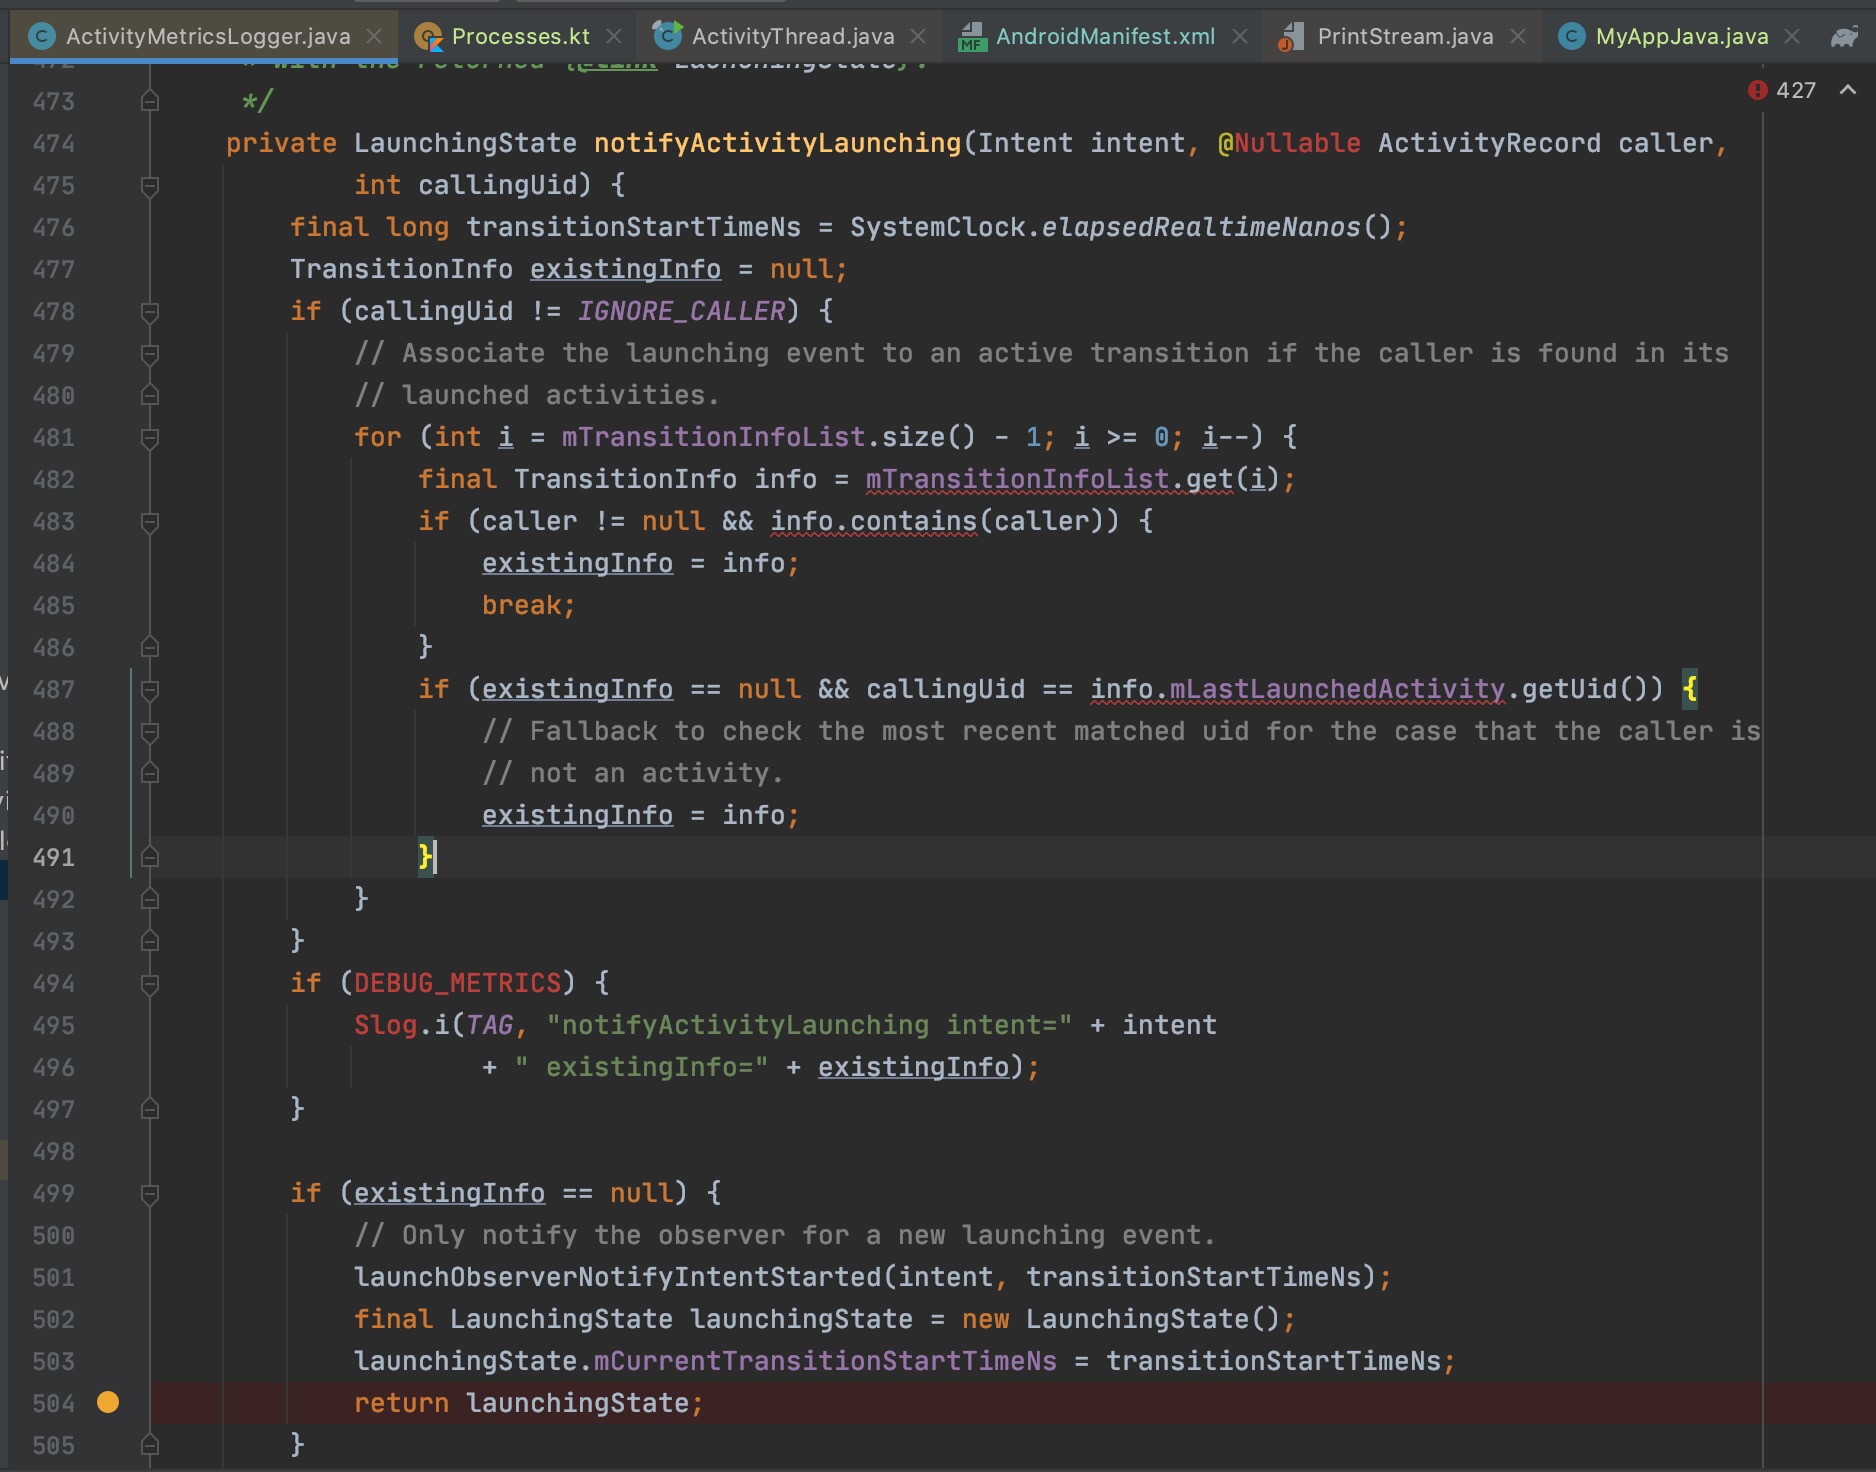 ActivityMetricsLogger.java Processes.kt ActivityThread.java AndroidManifest.xml PrintStream.java MyAppJava.java
472 * with the returned {@link LaunchingState}.
473 */
427
474 private LaunchingState notifyActivityLaunching(Intent intent, @Nullable ActivityRecord caller,
475 int callingUid) {
476 final long transitionStartTimeNs = SystemClock.elapsedRealtimeNanos();
477 TransitionInfo existingInfo = null;
478 if (callingUid != IGNORE_CALLER) {
479 // Associate the launching event to an active transition if the caller is found in its
480 // launched activities.
481 for (int i = mTransitionInfoList.size() - 1; i >= 0; i--) {
482 final TransitionInfo info = mTransitionInfoList.get(i);
483 if (caller != null && info.contains(caller)) {
484 existingInfo = info;
485 break;
486 }
487 if (existingInfo == null && callingUid == info.mLastLaunchedActivity.getUid()) {
488 // Fallback to check the most recent matched uid for the case that the caller is
489 // not an activity.
490 existingInfo = info;
491 }
492 }
493 }
494 if (DEBUG_METRICS) {
495 Slog.i(TAG, "notifyActivityLaunching intent=" + intent
496 + " existingInfo=" + existingInfo);
497 }
498
499 if (existingInfo == null) {
500 // Only notify the observer for a new launching event.
501 launchObserverNotifyIntentStarted(intent, transitionStartTimeNs);
502 final LaunchingState launchingState = new LaunchingState();
503 launchingState.mCurrentTransitionStartTimeNs = transitionStartTimeNs;
504 return launchingState;
505 }